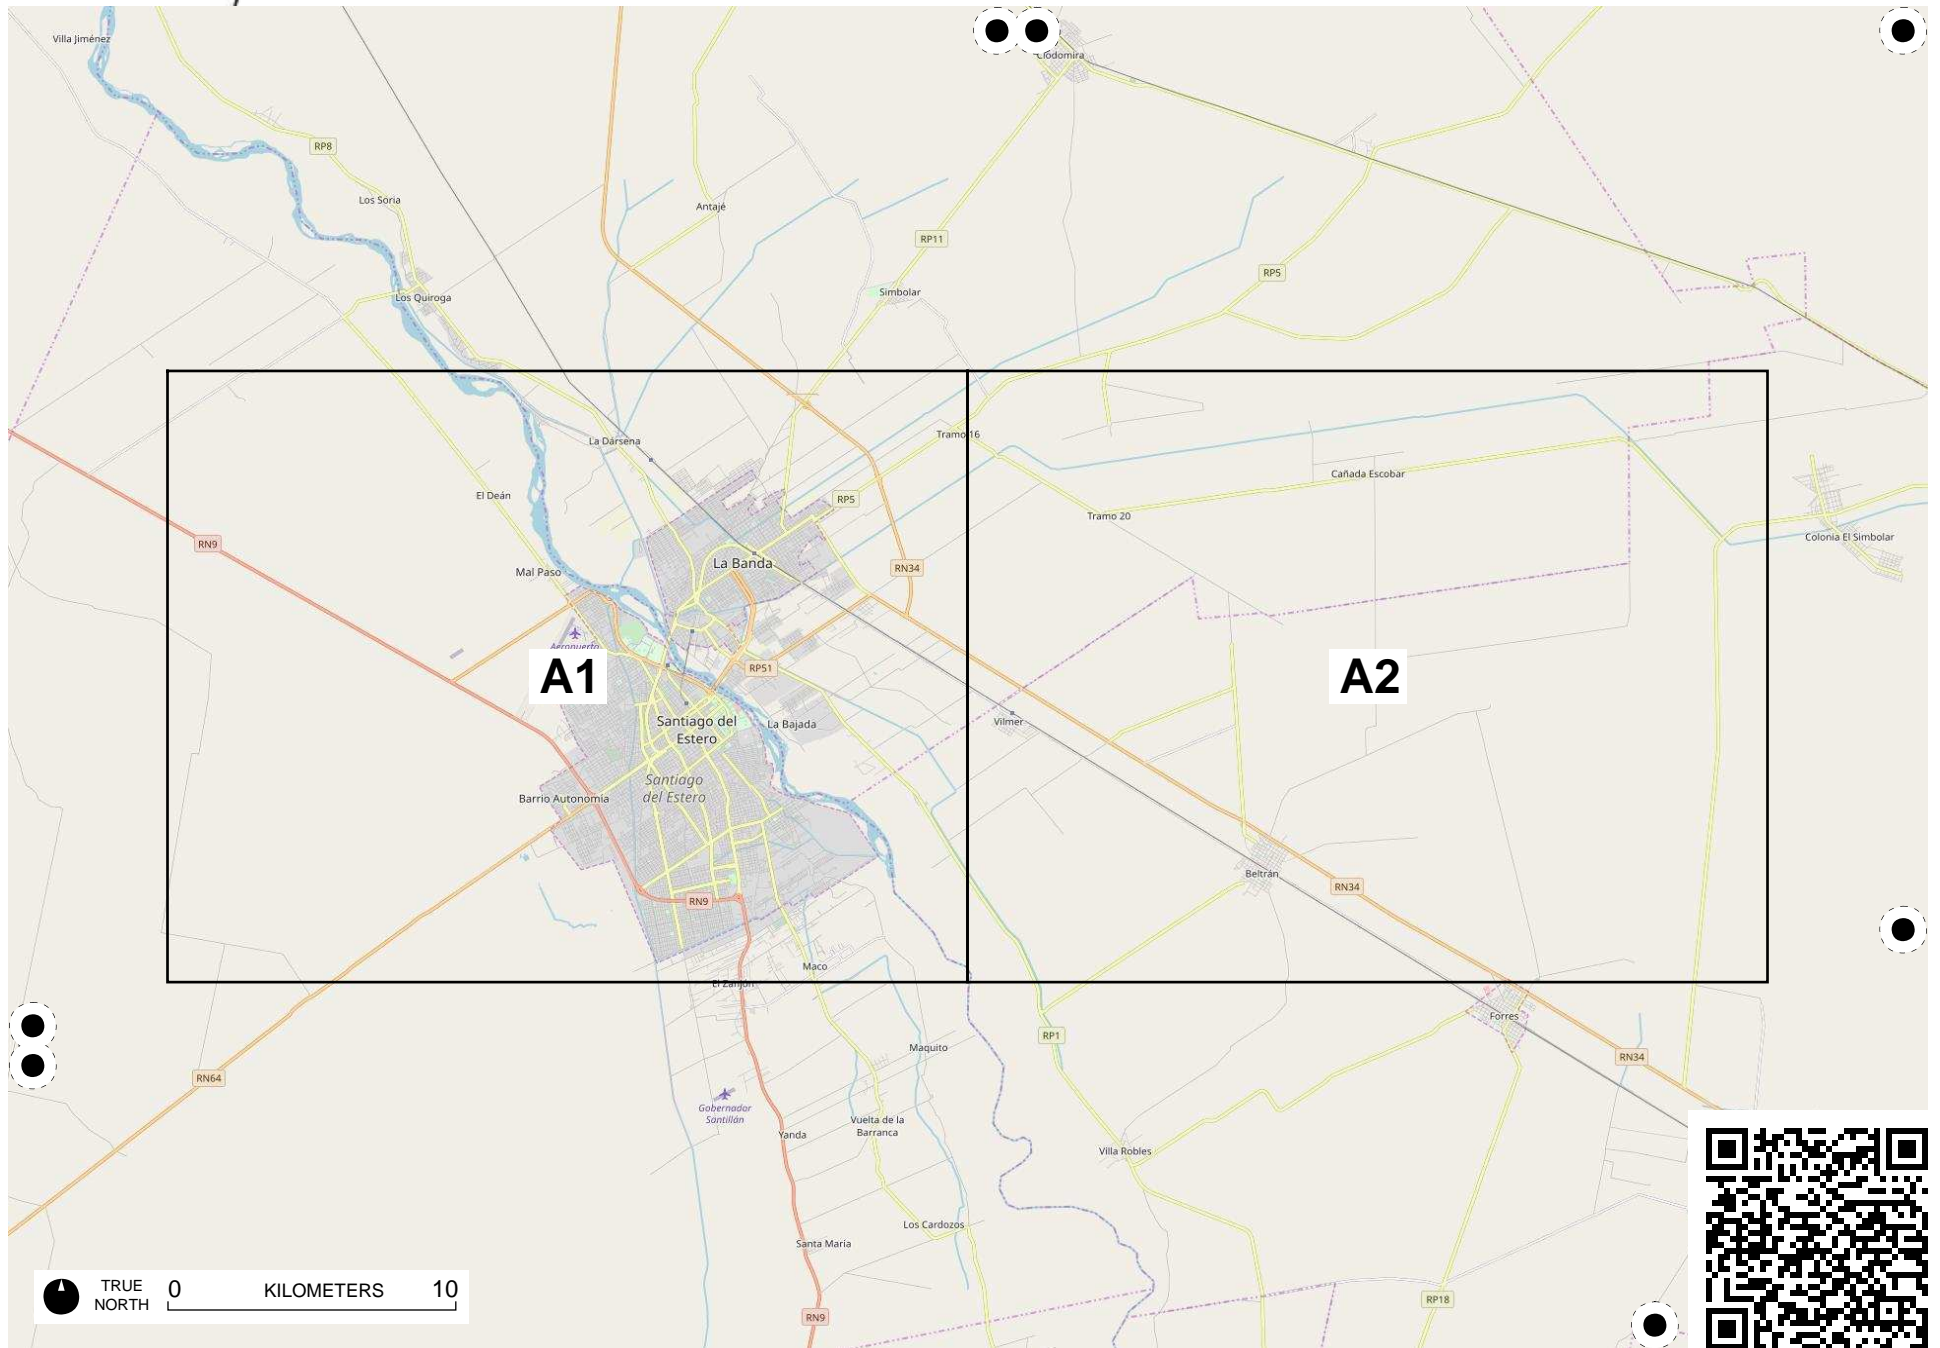 Villa Jiménez
Clodomira
RP8
Los Soria
Antajé
RP11
RP5
Los Quiroga
Simbolar
La Dársena
Tramo 16
Cañada Escobar
El Deán
RP5
Tramo 20
Colonia El Simbolar
RN9
La Banda
RN34
Mal Paso
Aeropuerto
A1
RP51
A2
Santiago del
Estero
La Bajada
Vilmer
Santiago
del Estero
Barrio Autonomía
Beltrán
RN34
RN9
Maco
El Zanjón
Forres
RP1
Maquito
RN34
RN64
Gobernador
Santillán
Vuelta de la
Barranca
Yanda
Villa Robles
Los Cardozos
Santa María
TRUE
NORTH
0 KILOMETERS 10
RN9
RP18